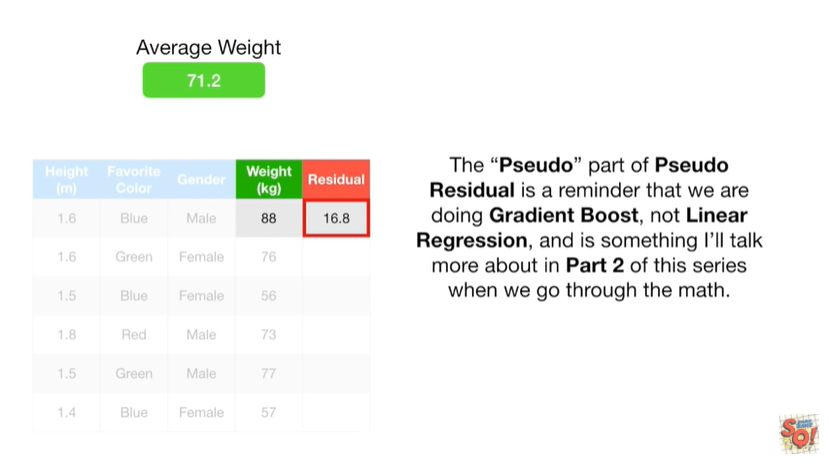 Average Weight
71.2
Height (m) Favorite Color Gender Weight (kg) Residual
1.6 Blue Male 88 16.8
1.6 Green Female 76
1.5 Blue Female 56
1.8 Red Male 73
1.5 Green Male 77
1.4 Blue Female 57
The “Pseudo” part of Pseudo
Residual is a reminder that we are
doing Gradient Boost, not Linear
Regression, and is something I’ll talk
more about in Part 2 of this series
when we go through the math.
SQ!